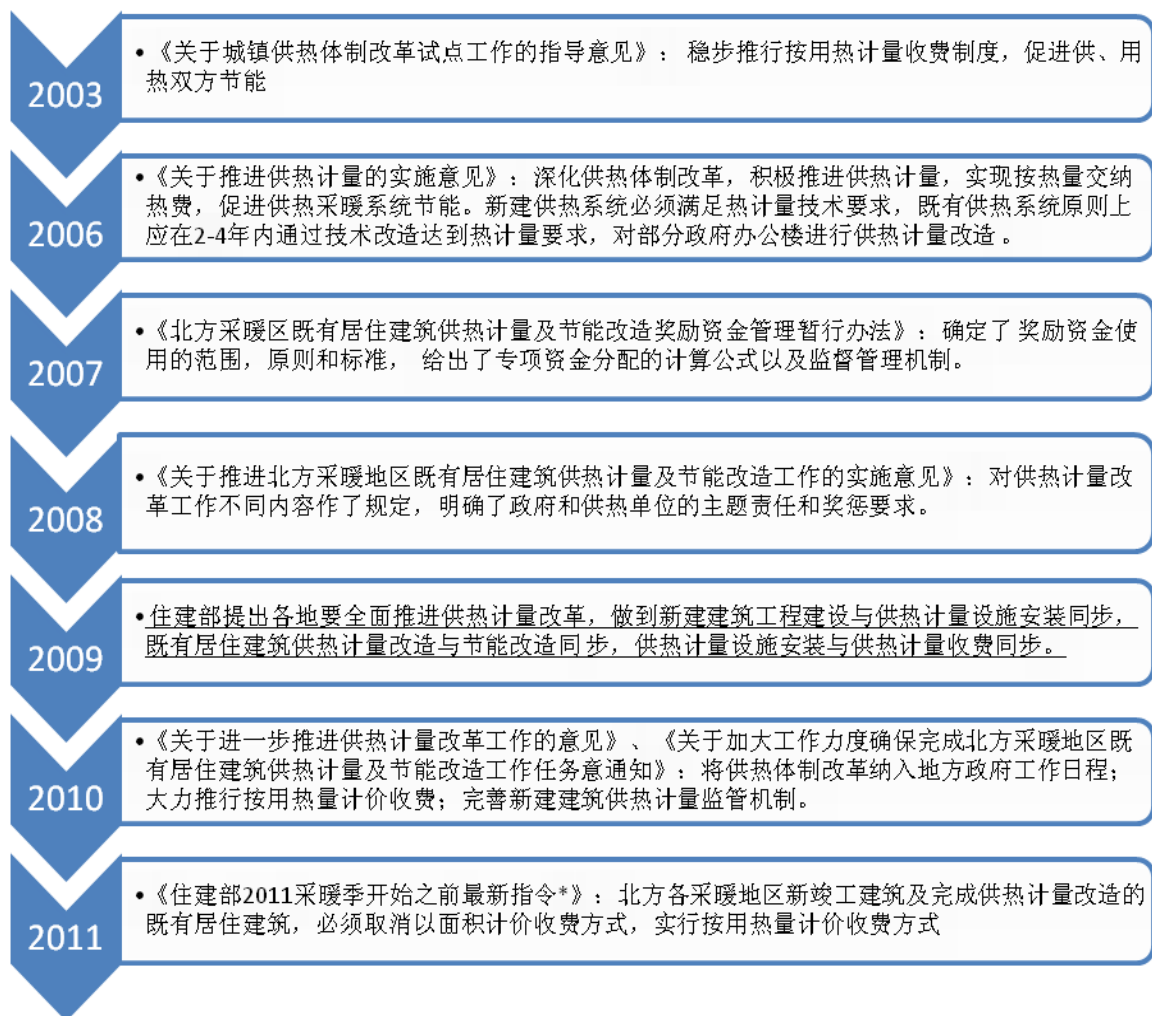 2003
•《关于城镇供热体制改革试点工作的指导意见》：稳步推行按用热计量收费制度，促进供、用
热双方节能
2006
•《关于推进供热计量的实施意见》：深化供热体制改革，积极推进供热计量，实现按热量交纳
热费，促进供热采暖系统节能。新建供热系统必须满足热计量技术要求，既有供热系统原则上
应在2-4年内通过技术改造达到热计量要求，对部分政府办公楼进行供热计量改造。
2007
•《北方采暖区既有居住建筑供热计量及节能改造奖励资金管理暂行办法》：确定了 奖励资金使
用的范围，原则和标准， 给出了专项资金分配的计算公式以及监督管理机制。
2008
•《关于推进北方采暖地区既有居住建筑供热计量及节能改造工作的实施意见》：对供热计量改
革工作不同内容作了规定，明确了政府和供热单位的主题责任和奖惩要求。
2009
•住建部提出各地要全面推进供热计量改革，做到新建建筑工程建设与供热计量设施安装同步，
既有居住建筑供热计量改造与节能改造同步，供热计量设施安装与供热计量收费同步。
2010
•《关于进一步推进供热计量改革工作的意见》、《关于加大工作力度确保完成北方采暖地区既
有居住建筑供热计量及节能改造工作任务意通知》：将供热体制改革纳入地方政府工作日程；
大力推行按用热量计价收费；完善新建建筑供热计量监管机制。
2011
•《住建部2011采暖季开始之前最新指令*》：北方各采暖地区新竣工建筑及完成供热计量改造的
既有居住建筑，必须取消以面积计价收费方式，实行按用热量计价收费方式